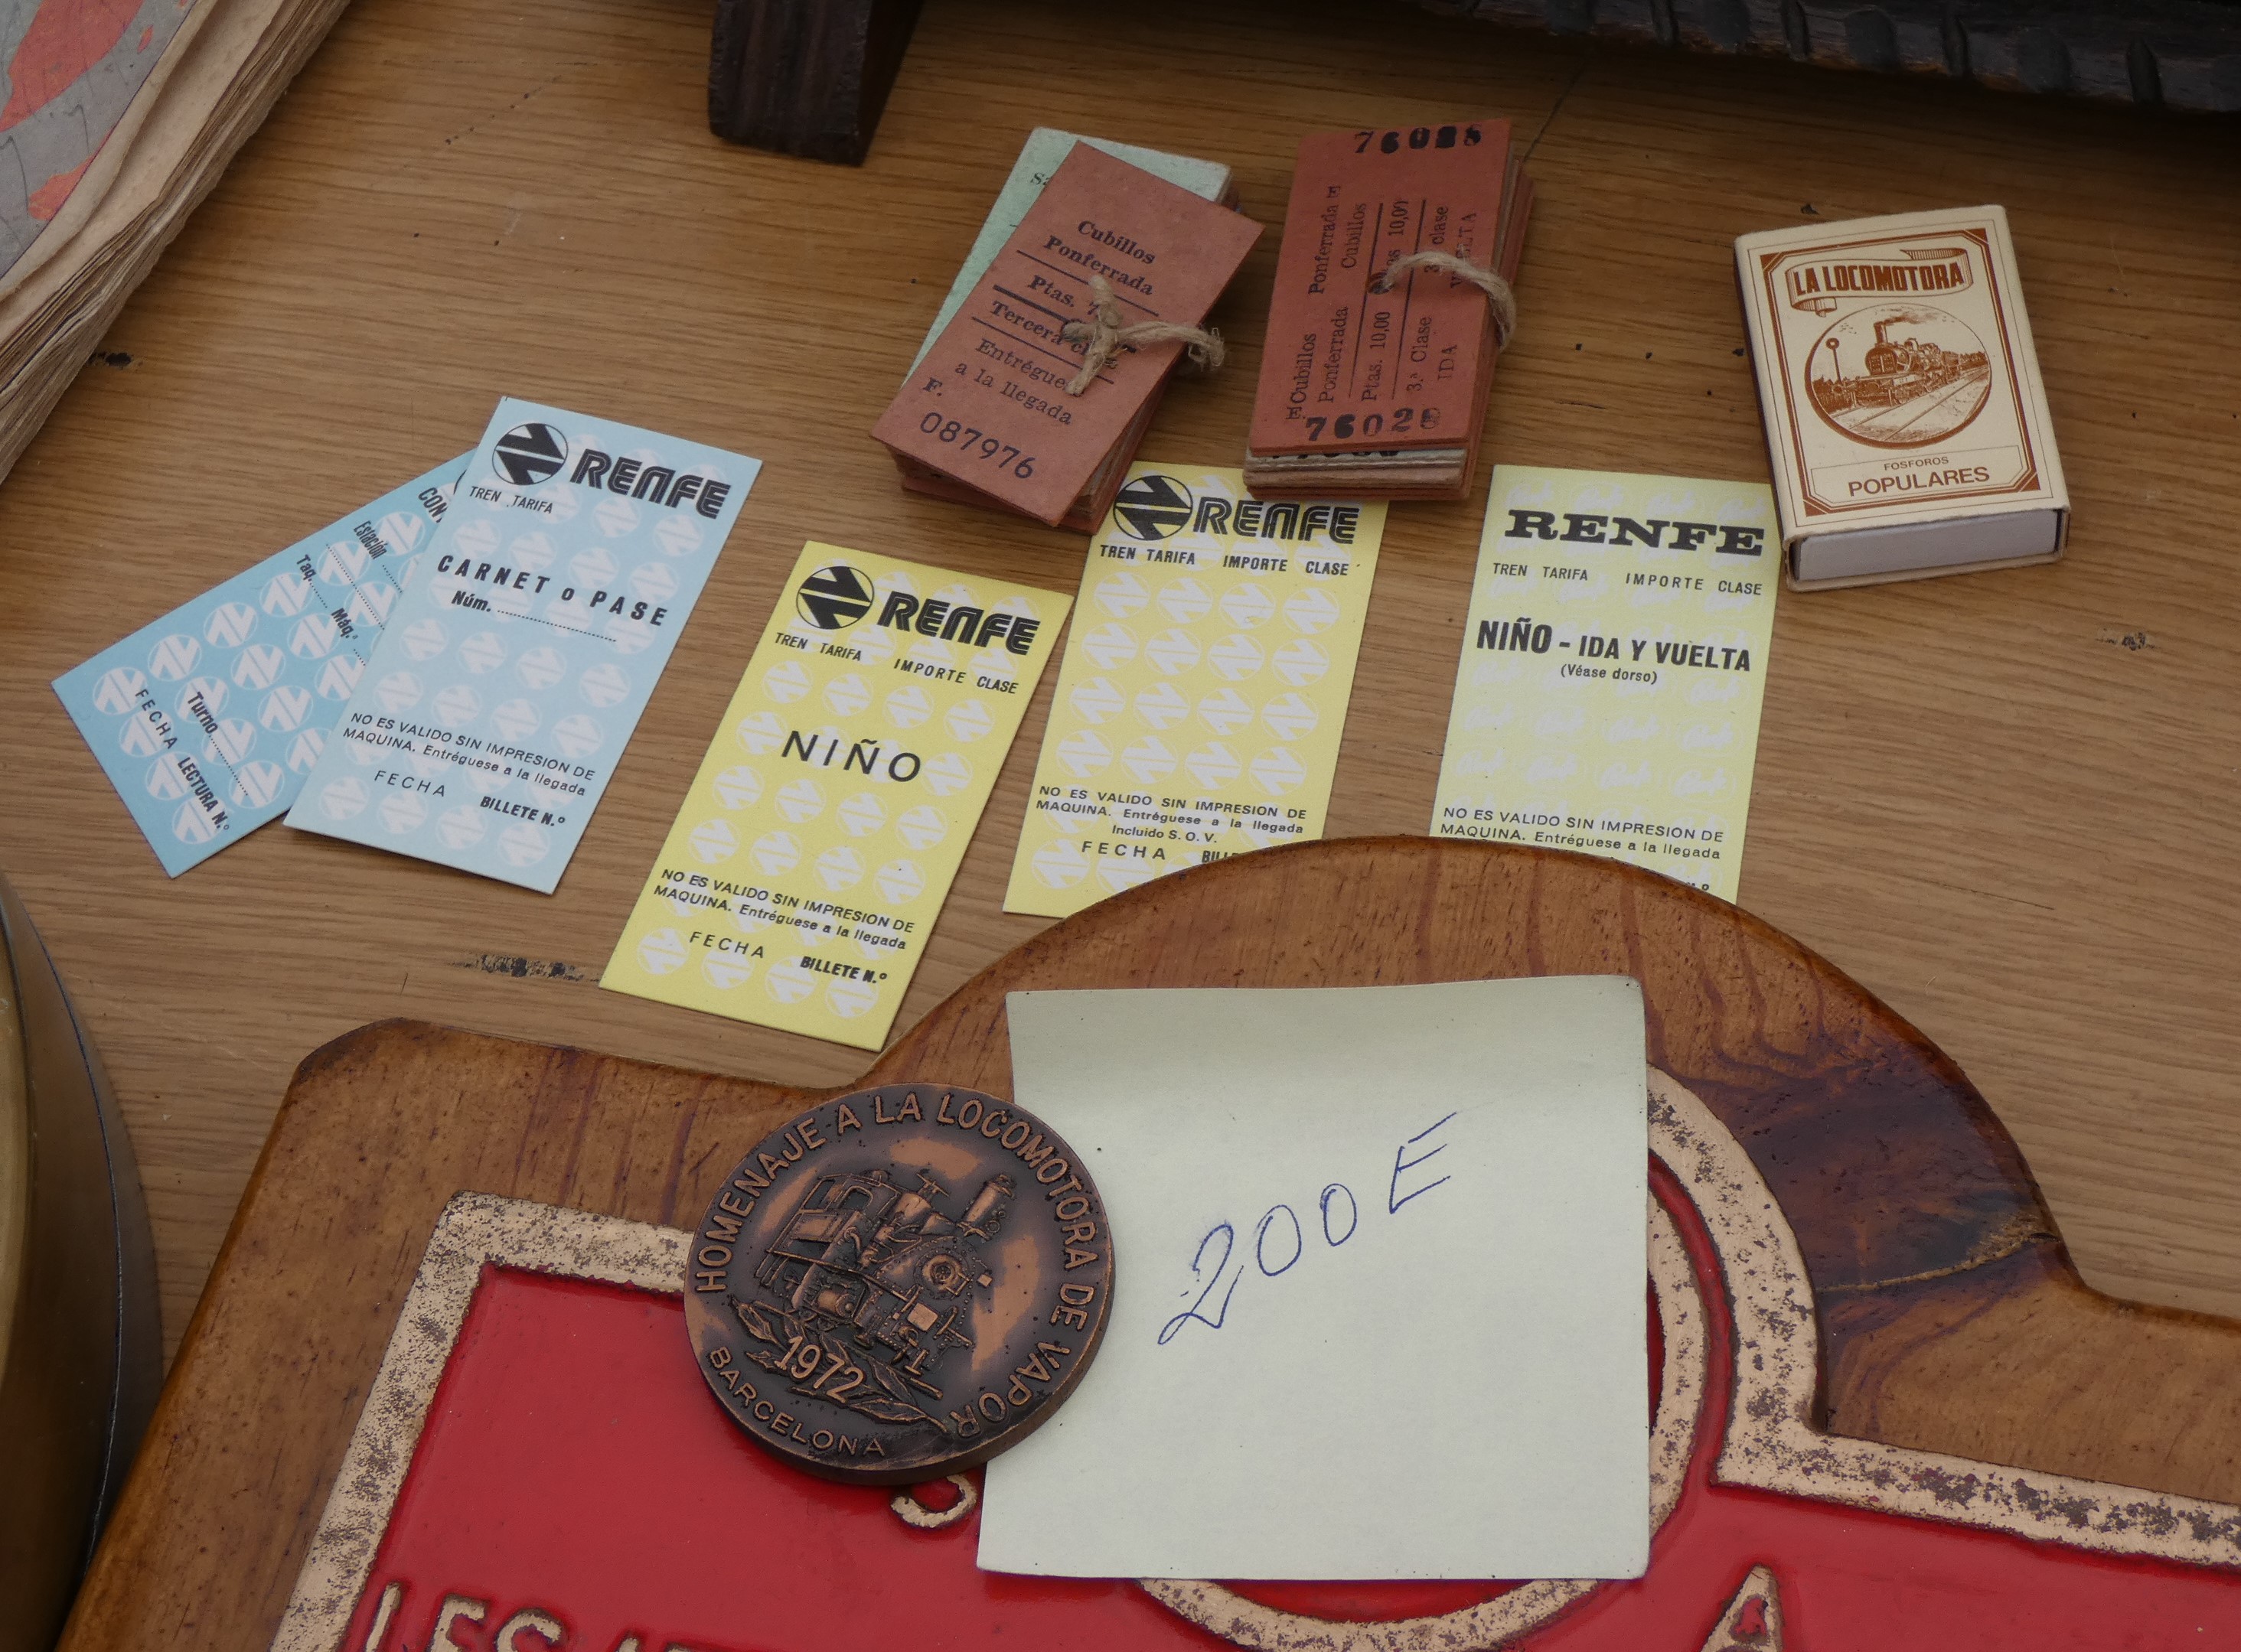 Cubillos
Ponferrada
Ptas. 7
Tercera
Entrégue
a la llegada
F.
087976
76028
Cubillos Ponferrada
Ponferrada Cubillos
Ptas. 10,00 10,00
3.ª Clase 3.ª clase
IDA VUELTA
7602
LA LOCOMOTORA
FOSFOROS
POPULARES
Estación
Taq. Máq.ª
Turno
FECHA LECTURA N.º
RENFE
TREN TARIFA
CARNET o PASE
Núm.
NO ES VALIDO SIN IMPRESION DE
MAQUINA. Entréguese a la llegada
FECHA BILLETE N.º
RENFE
TREN TARIFA IMPORTE CLASE
NIÑO
NO ES VALIDO SIN IMPRESION DE
MAQUINA. Entréguese a la llegada
FECHA BILLETE N.º
RENFE
TREN TARIFA IMPORTE CLASE
NO ES VALIDO SIN IMPRESION DE
MAQUINA. Entréguese a la llegada
Incluido S.O.V.
FECHA
RENFE
TREN TARIFA IMPORTE CLASE
NIÑO - IDA Y VUELTA
(Véase dorso)
NO ES VALIDO SIN IMPRESION DE
MAQUINA. Entréguese a la llegada
HOMENAJE A LA LOCOMOTORA DE VAPOR
1972
BARCELONA
200 E